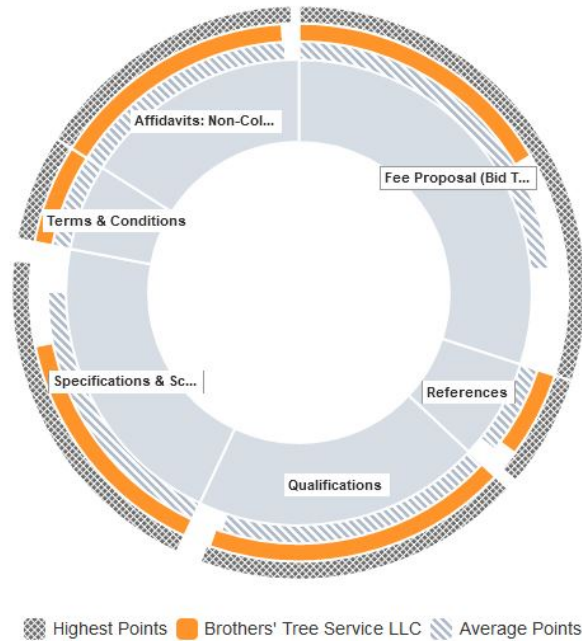 Affidavits: Non-Col...
Fee Proposal (Bid T...
Terms & Conditions
Specifications & Sc...
References
Qualifications
Highest Points Brothers' Tree Service LLC Average Points